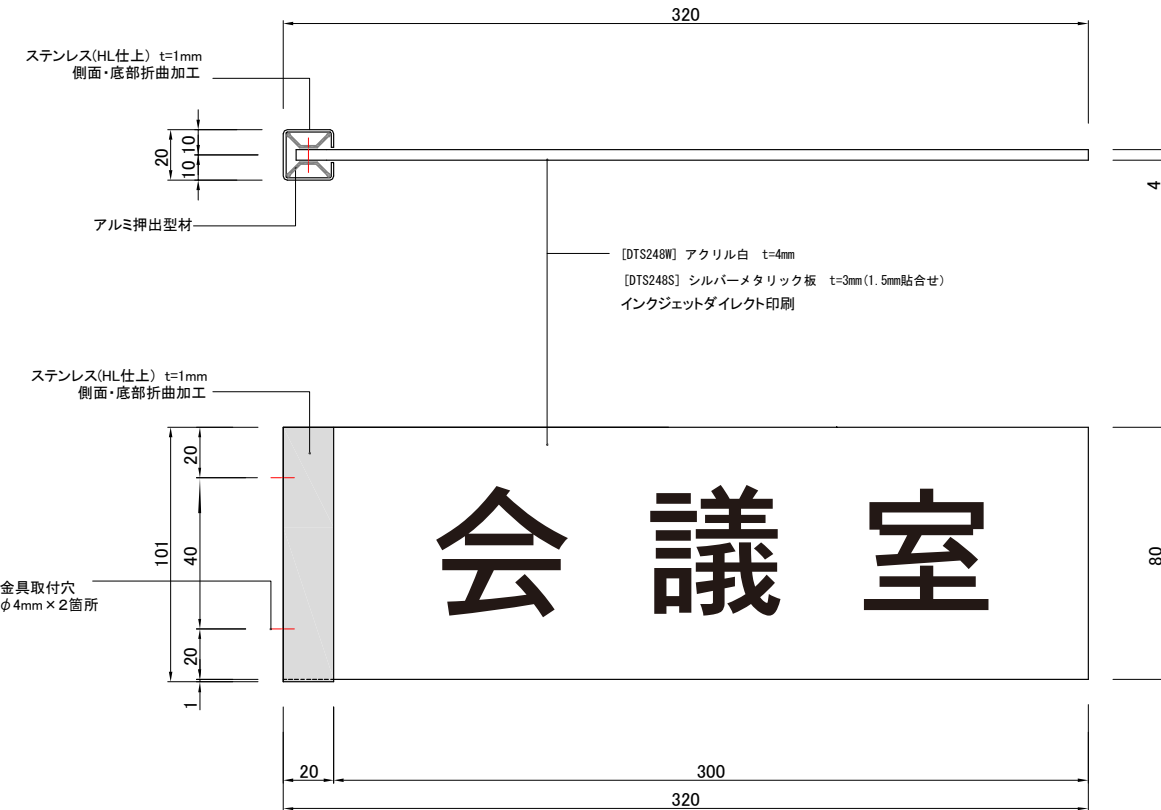 320
ステンレス(HL仕上) t=1mm
側面・底部折曲加工
20
10
10
4
アルミ押出型材
[DTS248W] アクリル白 t=4mm
[DTS248S] シルバーメタリック板 t=3mm(1.5mm貼合せ)
インクジェットダイレクト印刷
ステンレス(HL仕上) t=1mm
側面・底部折曲加工
20
101
40
80
会議室
金具取付穴
φ4mm×2箇所
20
1
20
300
320